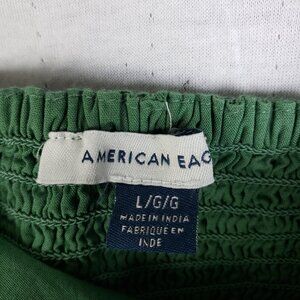 AMERICAN EAG
L/G/G
MADE IN INDIA
FABRIQUE EN
INDE